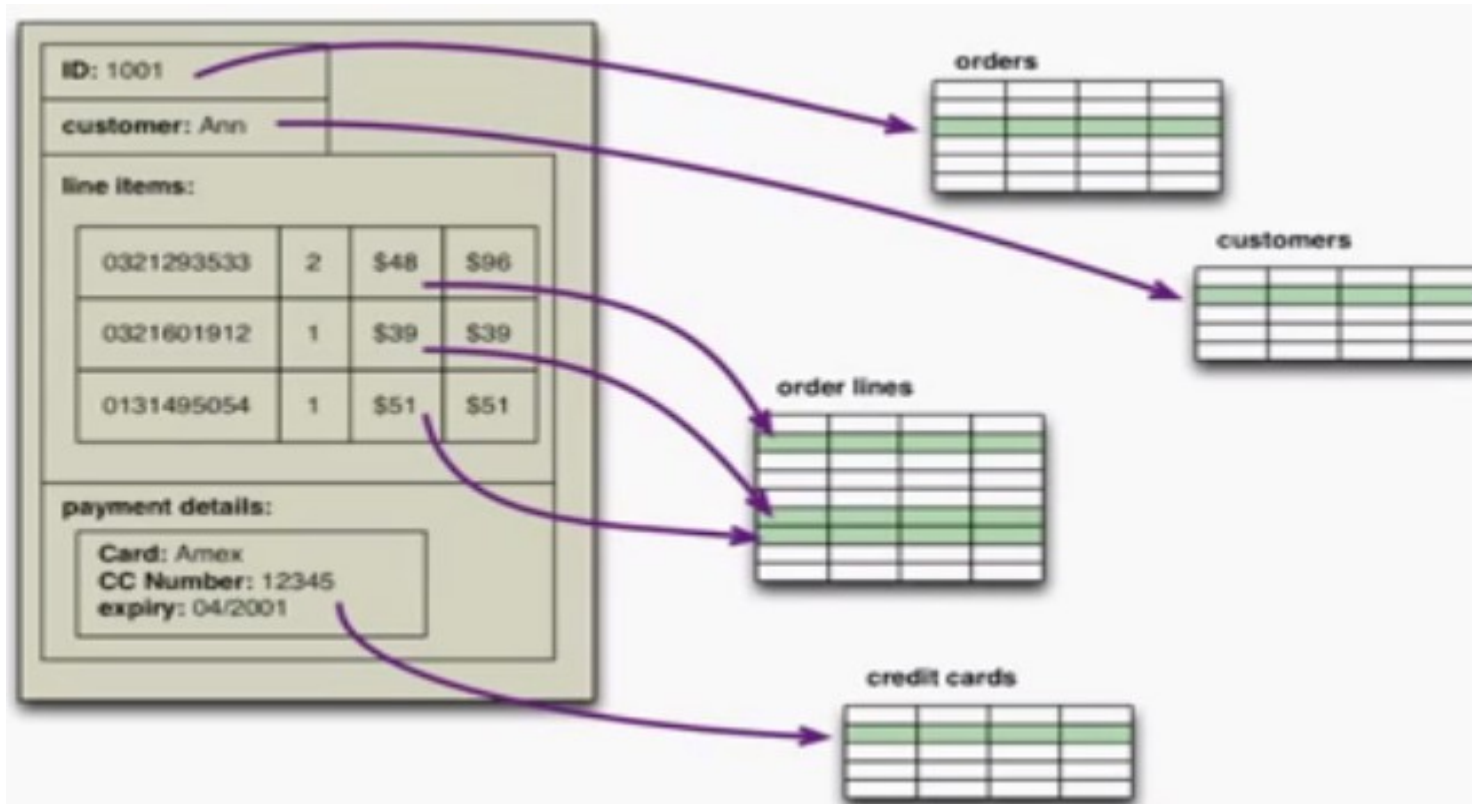 ID: 1001
customer: Ann
line items:
0321293533 2 $48 $96
0321601912 1 $39 $39
0131495054 1 $51 $51
payment details:
Card: Amex
CC Number: 12345
expiry: 04/2001
orders
customers
order lines
credit cards